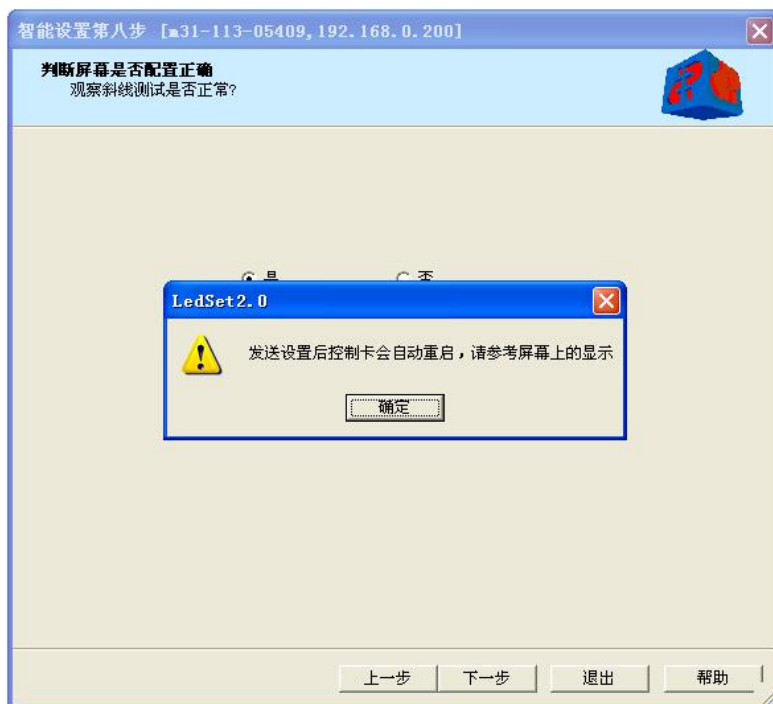 智能设置第八步 [m31-113-05409,192.168.0.200]
判断屏幕是否配置正确
观察斜线测试是否正常?
是 否
LedSet2.0
发送设置后控制卡会自动重启,请参考屏幕上的显示
确定
上一步 下一步 退出 帮助